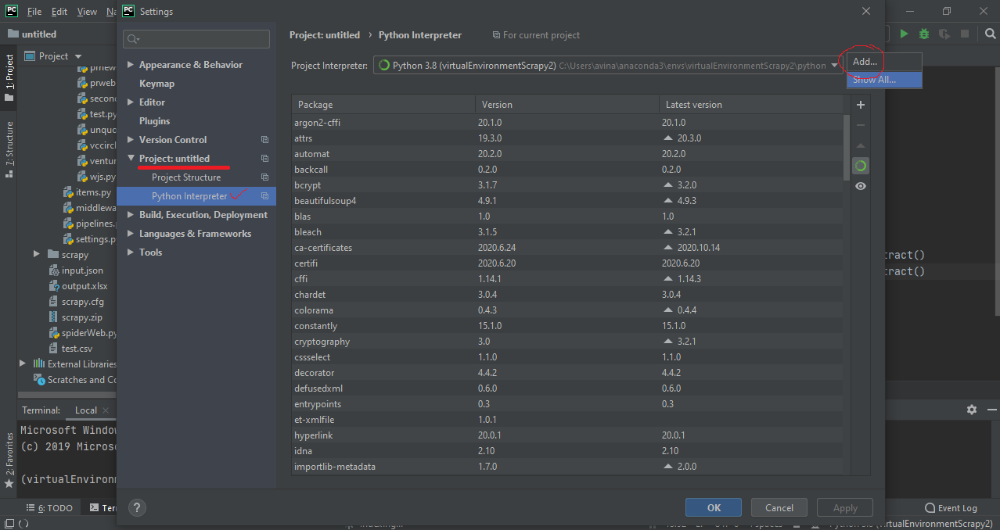 PC File Edit View Na PC Settings
untitled
Project: untitled › Python Interpreter For current project
Project
1: Project
7: Structure
2: Favorites
prweb
secon
test.py
unquo
vccircl
ventur
wjs.py
items.py
middlewa
pipelines.
settings.p
scrapy
input.json
output.xlsx
scrapy.cfg
scrapy.zip
spiderWeb.py
test.csv
External Libraries
Scratches and Co
Appearance & Behavior
Keymap
Editor
Plugins
Version Control
Project: untitled
Project Structure
Python Interpreter
Build, Execution, Deployment
Languages & Frameworks
Tools
Project Interpreter: Python 3.8 (virtualEnvironmentScrapy2) C:\Users\avina\anaconda3\envs\virtualEnvironmentScrapy2\python
Add...
Show All...
Package Version Latest version
argon2-cffi 20.1.0 20.1.0
attrs 19.3.0 20.3.0
automat 20.2.0 20.2.0
backcall 0.2.0 0.2.0
bcrypt 3.1.7 3.2.0
beautifulsoup4 4.9.1 4.9.3
blas 1.0 1.0
bleach 3.1.5 3.2.1
ca-certificates 2020.6.24 2020.10.14
certifi 2020.6.20 2020.6.20
cffi 1.14.1 1.14.3
chardet 3.0.4 3.0.4
colorama 0.4.3 0.4.4
constantly 15.1.0 15.1.0
cryptography 3.0 3.2.1
cssselect 1.1.0 1.1.0
decorator 4.4.2 4.4.2
defusedxml 0.6.0 0.6.0
entrypoints 0.3 0.3
et-xmlfile 1.0.1
hyperlink 20.0.1 20.0.1
idna 2.10 2.10
importlib-metadata 1.7.0 2.0.0
tract()
tract()
Terminal: Local
Microsoft Window
(c) 2019 Microso
(virtualEnvironm
? OK Cancel Apply
6: TODO Ter Event Log
rtualEnvironmentScrapy2)